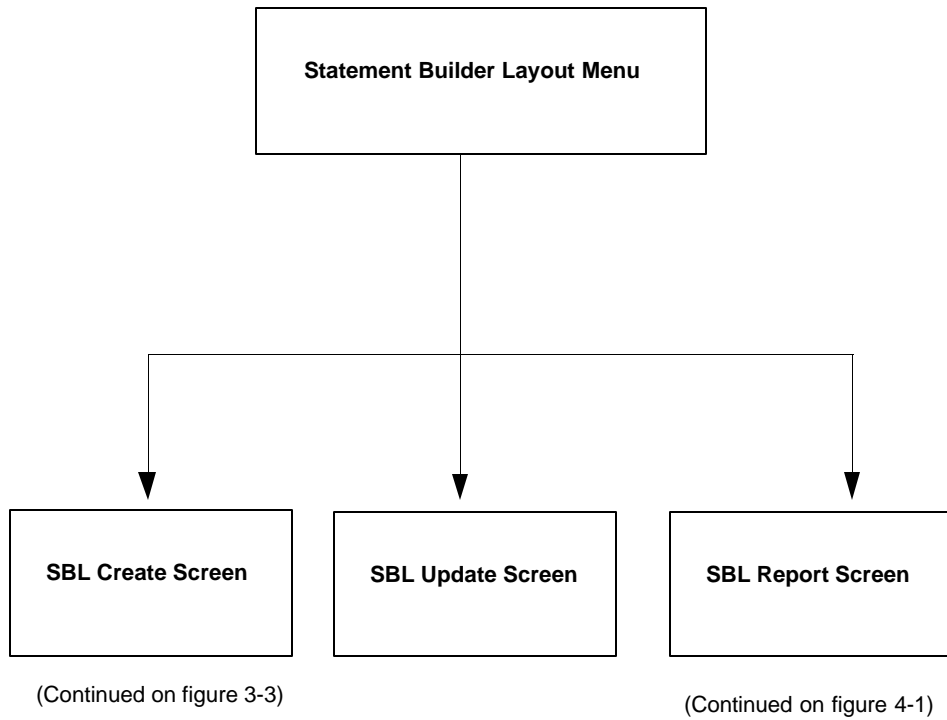 Statement Builder Layout Menu
SBL Create Screen
SBL Update Screen
SBL Report Screen
(Continued on figure 3-3)
(Continued on figure 4-1)